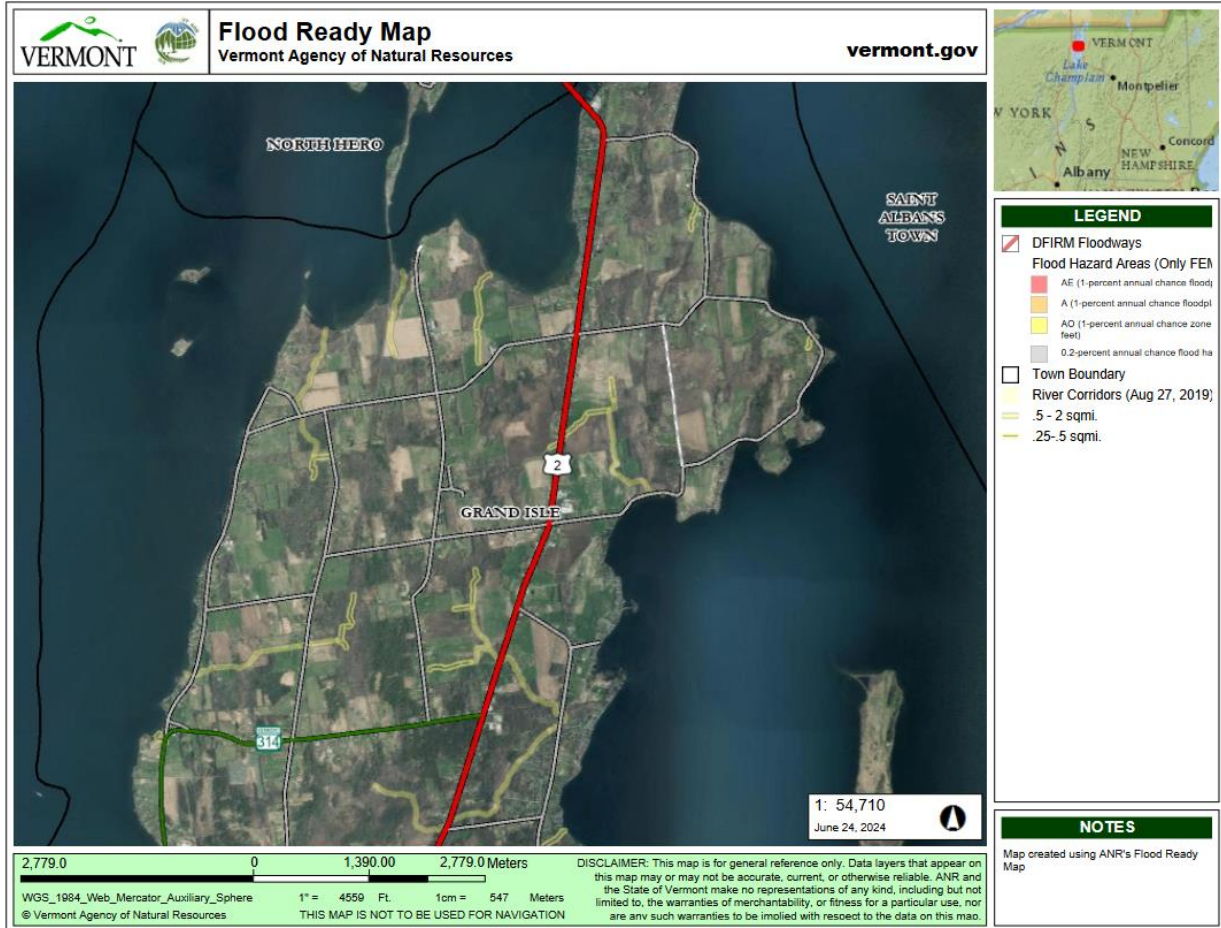 VERMONT
Flood Ready Map
Vermont Agency of Natural Resources
vermont.gov
NORTH HERO
SAINT
ALBANS
TOWN
2
GRAND ISLE
314
1: 54,710
June 24, 2024
VERMONT
Lake
Champlain
Montpelier
W YORK
I N S
Concord
NEW
HAMPSHIRE
Albany
LEGEND
DFIRM Floodways
Flood Hazard Areas (Only FEM
AE (1-percent annual chance floodp
A (1-percent annual chance floodpl
AO (1-percent annual chance zone
feet)
0.2-percent annual chance flood ha
Town Boundary
River Corridors (Aug 27, 2019)
.5 - 2 sqmi.
.25-.5 sqmi.
NOTES
Map created using ANR's Flood Ready
Map
2,779.0 0 1,390.00 2,779.0 Meters
WGS_1984_Web_Mercator_Auxiliary_Sphere
1" = 4559 Ft. 1cm = 547 Meters
© Vermont Agency of Natural Resources
THIS MAP IS NOT TO BE USED FOR NAVIGATION
DISCLAIMER: This map is for general reference only. Data layers that appear on
this map may or may not be accurate, current, or otherwise reliable. ANR and
the State of Vermont make no representations of any kind, including but not
limited to, the warranties of merchantability, or fitness for a particular use, nor
are any such warranties to be implied with respect to the data on this map.